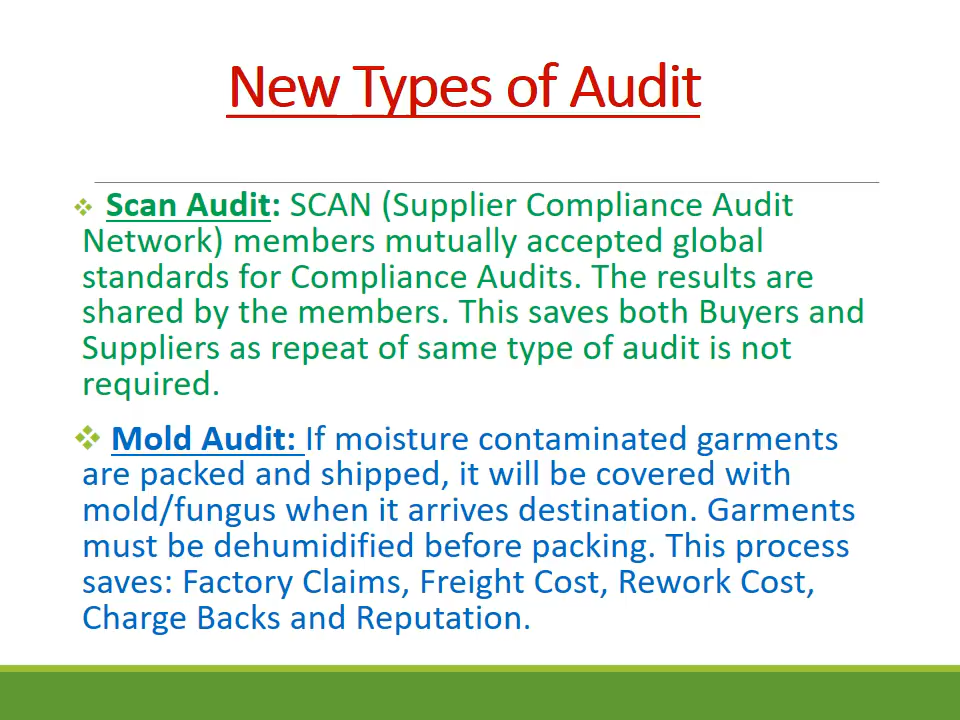 New Types of Audit
❖ Scan Audit: SCAN (Supplier Compliance Audit
Network) members mutually accepted global
standards for Compliance Audits. The results are
shared by the members. This saves both Buyers and
Suppliers as repeat of same type of audit is not
required.
❖ Mold Audit: If moisture contaminated garments
are packed and shipped, it will be covered with
mold/fungus when it arrives destination. Garments
must be dehumidified before packing. This process
saves: Factory Claims, Freight Cost, Rework Cost,
Charge Backs and Reputation.